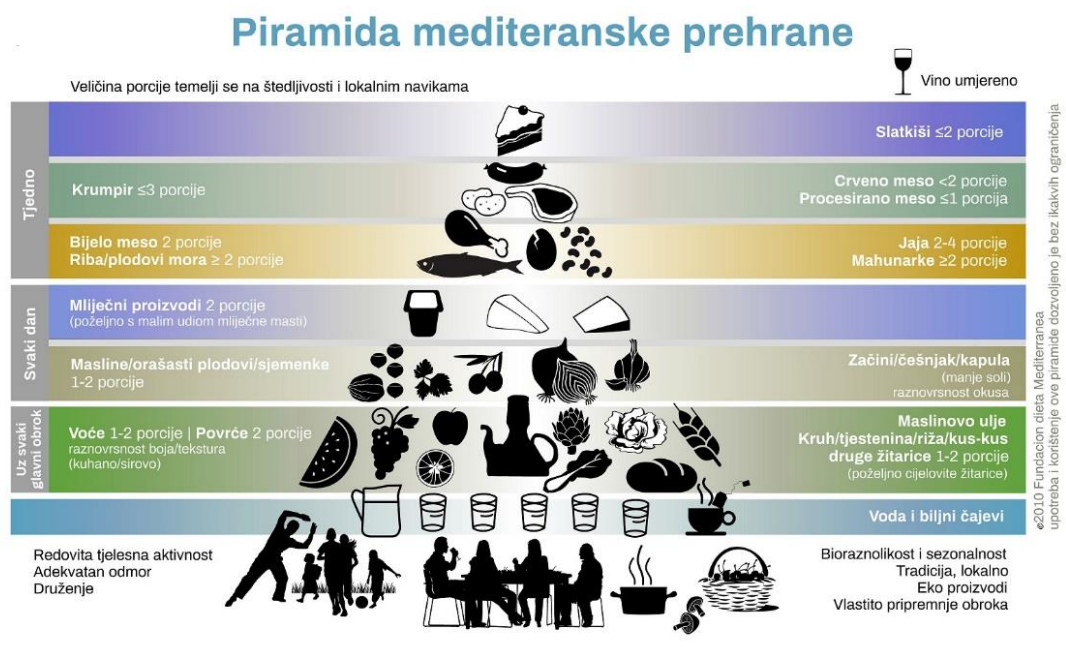 Piramida mediteranske prehrane
Veličina porcije temelji se na štedljivosti i lokalnim navikama
Vino umjereno
Tjedno
Slatkiši ≤2 porcije
Krumpir ≤3 porcije
Crveno meso <2 porcije
Procesirano meso ≤1 porcija
Bijelo meso 2 porcije
Riba/plodovi mora ≥ 2 porcije
Jaja 2-4 porcije
Mahunarke ≥2 porcije
Svaki dan
Mliječni proizvodi 2 porcije
(poželjno s malim udiom mliječne masti)
Masline/orašasti plodovi/sjemenke
1-2 porcije
Začini/češnjak/kapula
(manje soli)
raznovrsnost okusa
Uz svaki
glavni obrok
Voće 1-2 porcije | Povrće 2 porcije
raznovrsnost boja/tekstura
(kuhano/sirovo)
Maslinovo ulje
Kruh/tjestenina/riža/kus-kus
druge žitarice 1-2 porcije
(poželjno cijelovite žitarice)
Voda i biljni čajevi
Redovita tjelesna aktivnost
Adekvatan odmor
Druženje
Bioraznolikost i sezonalnost
Tradicija, lokalno
Eko proizvodi
Vlastito pripremnje obroka
©2010 Fundacion dieta Mediterranea
upotreba i korištenje ove piramide dozvoljeno je bez ikakvih ograničenja